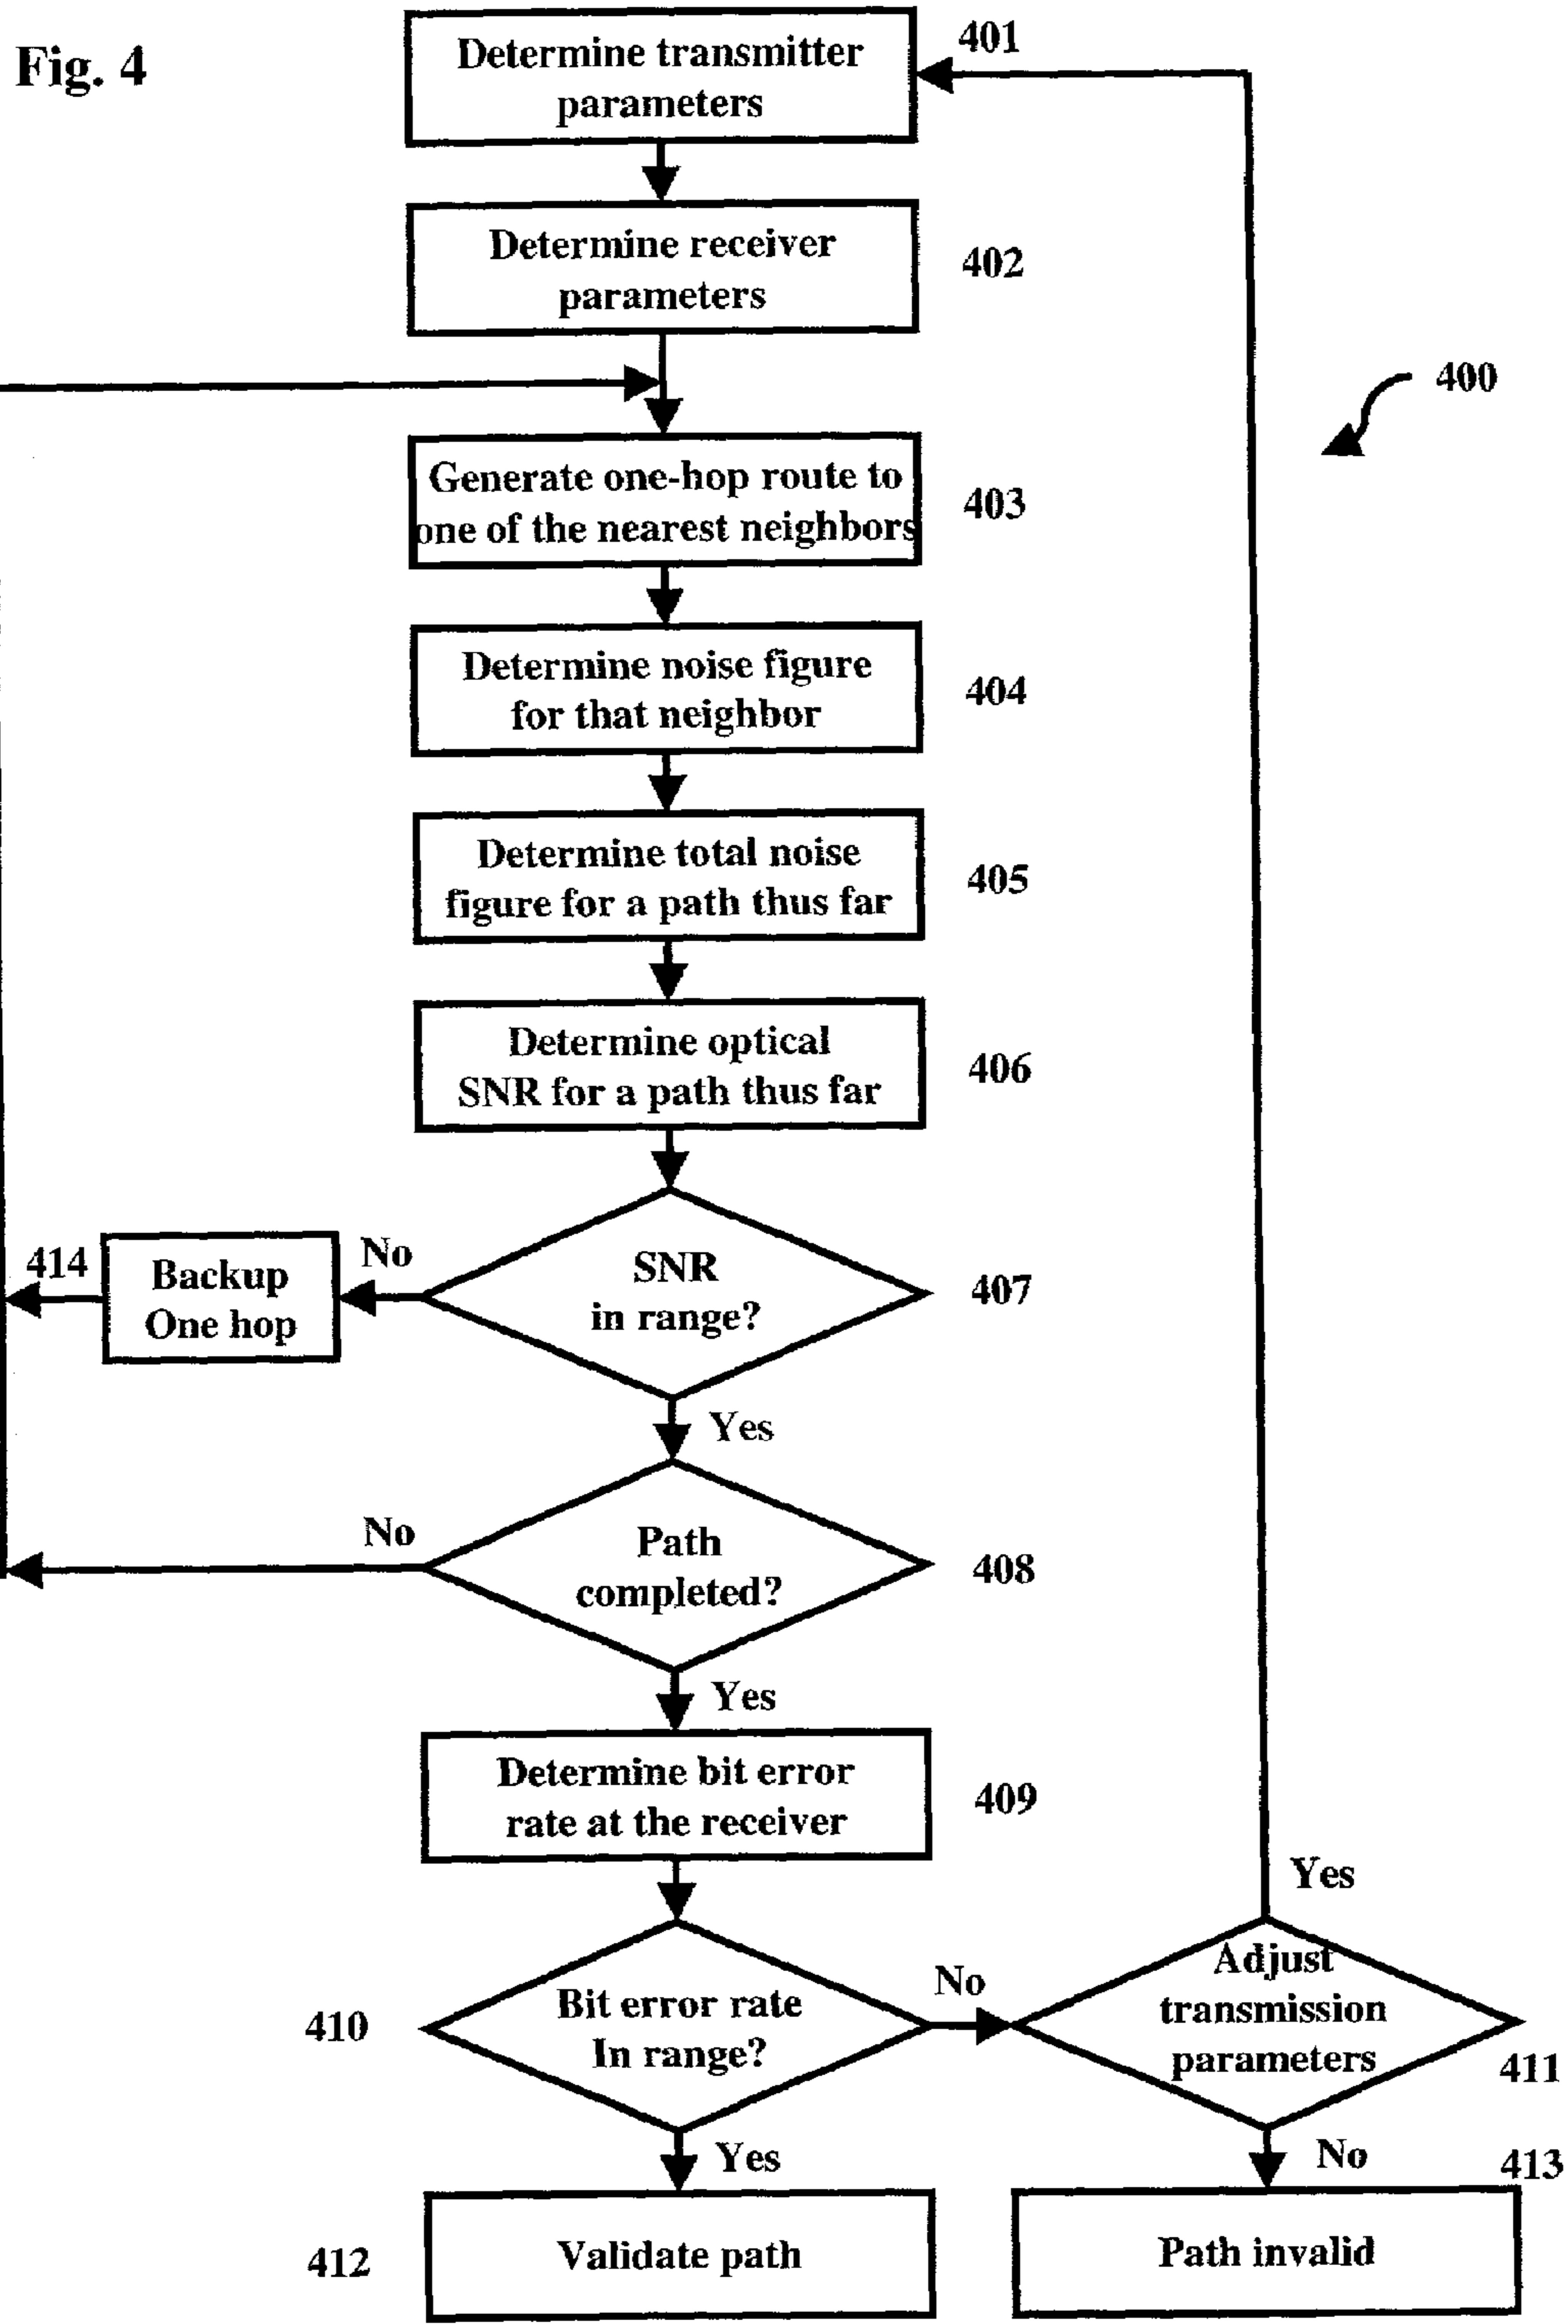 Fig. 4
Determine transmitter
parameters
401
Determine receiver
parameters
402
400
Generate one-hop route to
one of the nearest neighbors
403
Determine noise figure
for that neighbor
404
Determine total noise
figure for a path thus far
405
Determine optical
SNR for a path thus far
406
414
Backup
One hop
No
SNR
in range?
407
Yes
No
Path
completed?
408
Yes
Determine bit error
rate at the receiver
409
Yes
410
Bit error rate
In range?
No
Adjust
transmission
parameters
411
Yes
No
413
412
Validate path
Path invalid